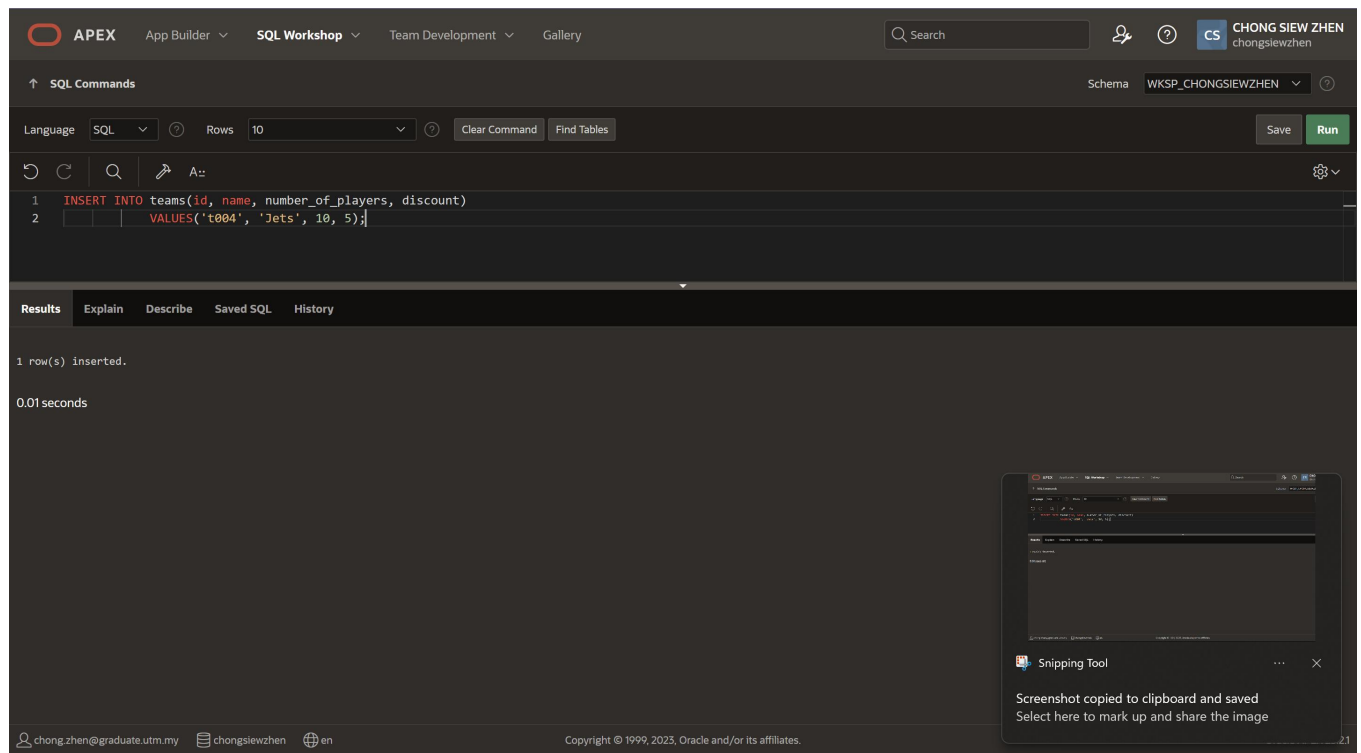 APEX App Builder SQL Workshop Team Development Gallery Search CS CHONG SIEW ZHEN
chongsiewzhen
SQL Commands Schema WKSP_CHONGSIEWZHEN
Language SQL Rows 10 Clear Command Find Tables Save Run
A::
1 INSERT INTO teams(id, name, number_of_players, discount)
2 VALUES('t004', 'Jets', 10, 5);
Results Explain Describe Saved SQL History
1 row(s) inserted.
0.01 seconds
Snipping Tool
Screenshot copied to clipboard and saved
Select here to mark up and share the image
chong.zhen@graduate.utm.my chongsiewzhen en Copyright © 1999, 2023, Oracle and/or its affiliates.